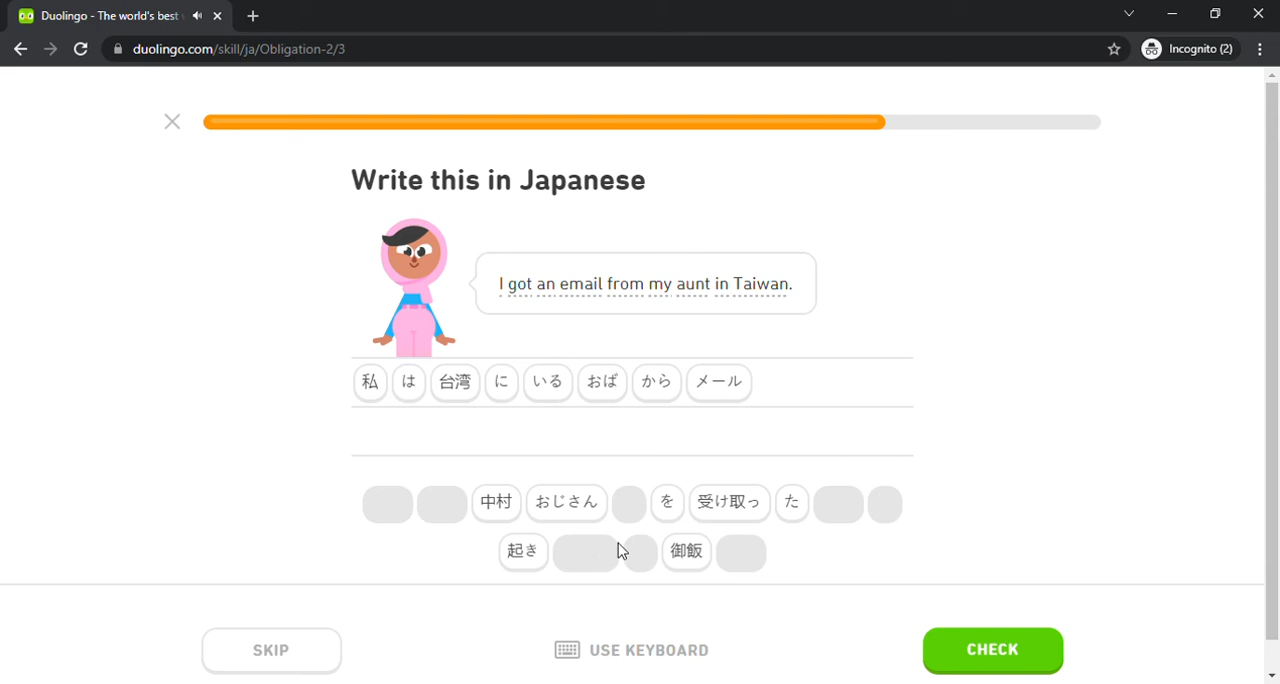 Duolingo - The world's best
duolingo.com/skill/ja/Obligation-2/3
Incognito (2)
Write this in Japanese
I got an email from my aunt in Taiwan.
私 は 台湾 に いる おば から メール
中村 おじさん を 受け取っ た
起き 御飯
SKIP
USE KEYBOARD
CHECK